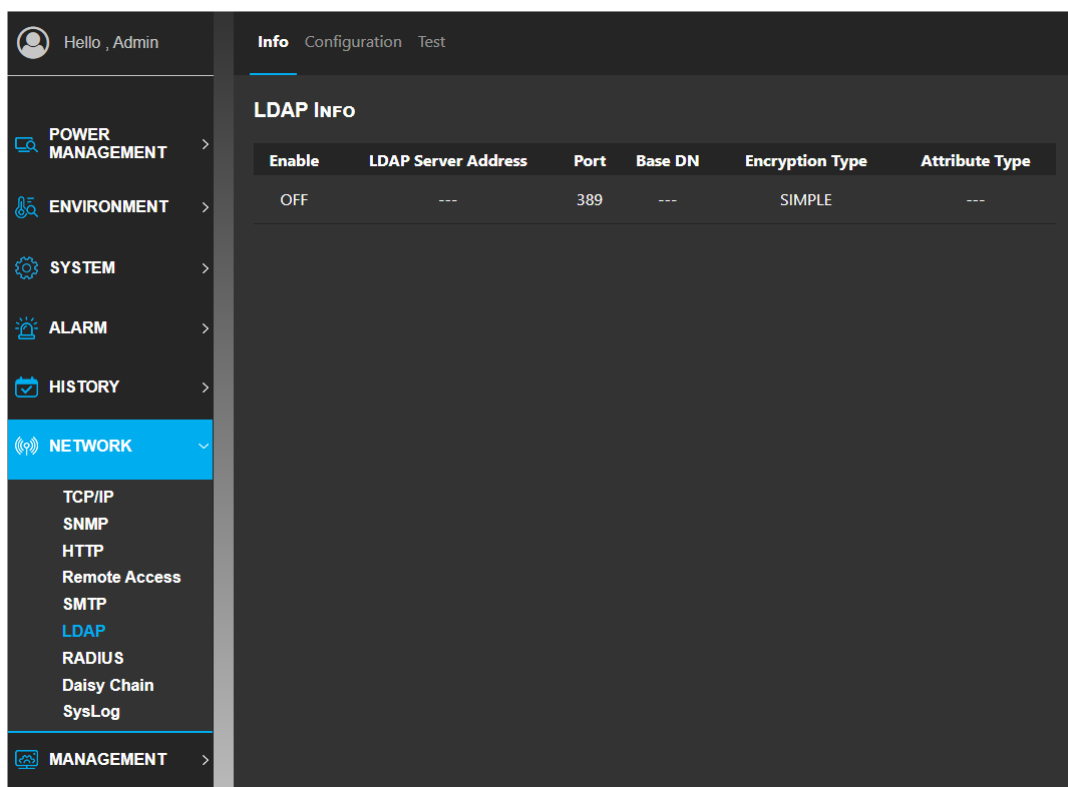 Hello , Admin
Info Configuration Test
LDAP INFO
Enable LDAP Server Address Port Base DN Encryption Type Attribute Type
OFF --- 389 --- SIMPLE ---
POWER
MANAGEMENT
ENVIRONMENT
SYSTEM
ALARM
HISTORY
NETWORK
TCP/IP
SNMP
HTTP
Remote Access
SMTP
LDAP
RADIUS
Daisy Chain
SysLog
MANAGEMENT